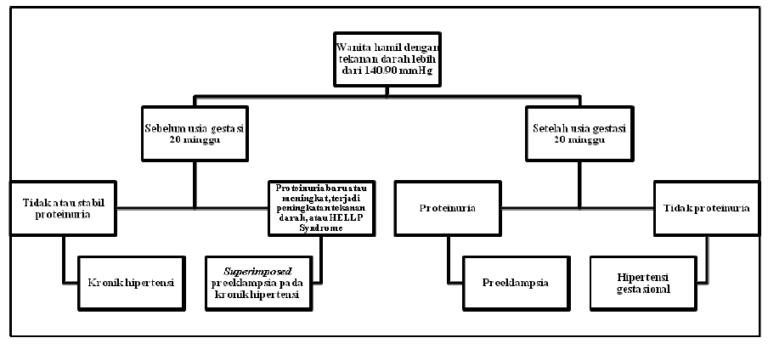 Wanita hamil dengan
tekanan darah lebih
dari 140/90 mmHg
Sebelum usia gestasi
20 minggu
Setelah usia gestasi
20 minggu
Tidak atau stabil
proteinuria
Proteinuria baru atau
meningkat, terjadi
peningkatan tekanan
darah, atau HELLP
Syndrome
Proteinuria
Tidak proteinuria
Kronik hipertensi
Superimposed
preeklampsia pada
kronik hipertensi
Preeklampsia
Hipertensi
gestasional